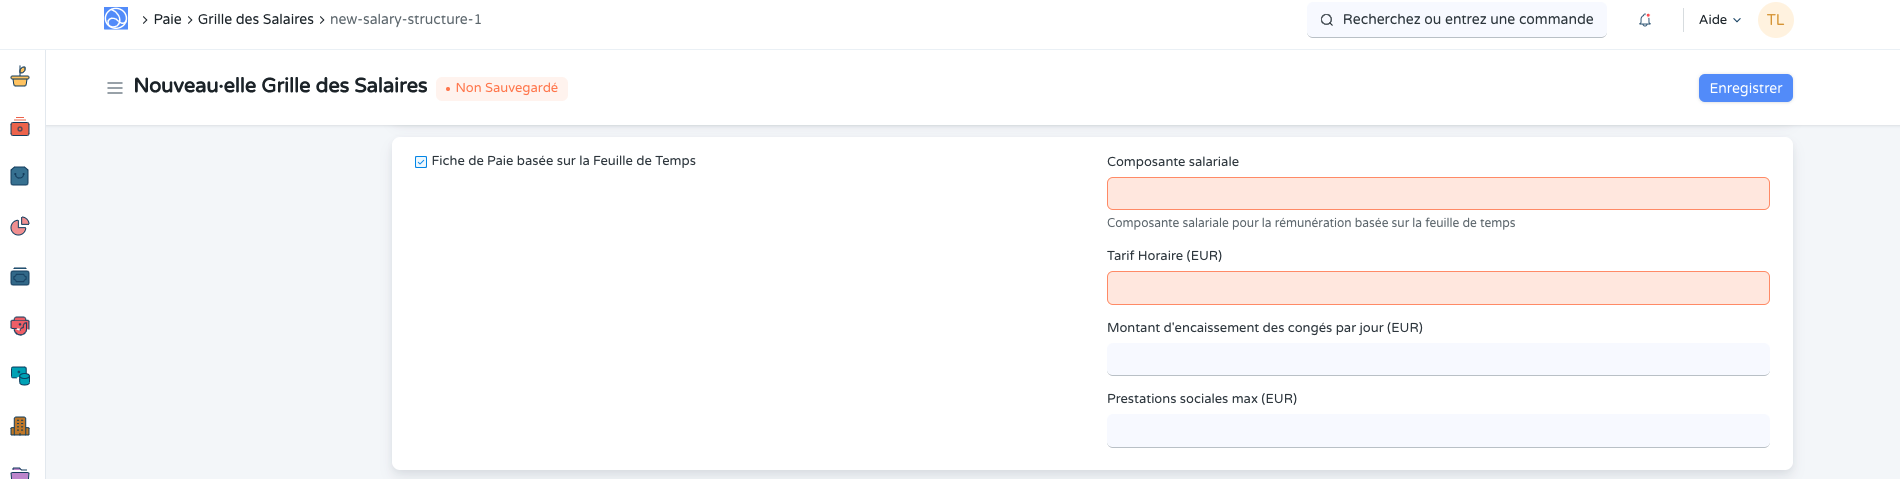 Paie > Grille des Salaires > new-salary-structure-1
Recherchez ou entrez une commande
Aide
TL
Nouveau·elle Grille des Salaires
Non Sauvegardé
Enregistrer
Fiche de Paie basée sur la Feuille de Temps
Composante salariale
Composante salariale pour la rémunération basée sur la feuille de temps
Tarif Horaire (EUR)
Montant d'encaissement des congés par jour (EUR)
Prestations sociales max (EUR)